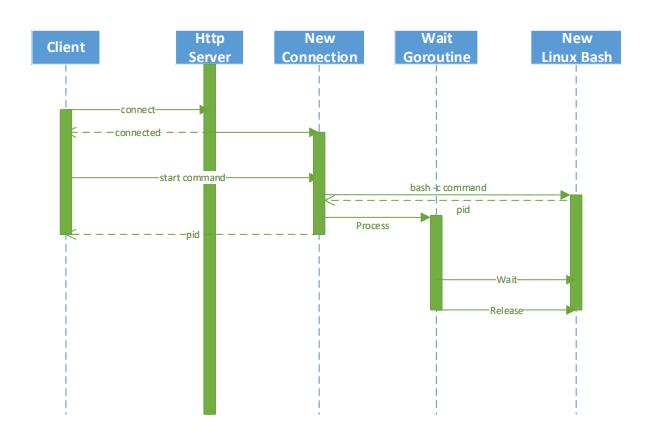 Client
Http
Server
New
Connection
Wait
Goroutine
New
Linux Bash
connect
connected
start command
bash -c command
pid
Process
pid
Wait
Release